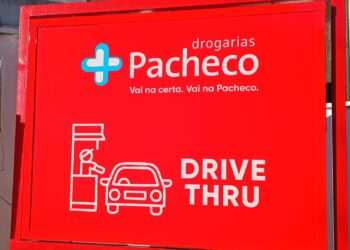 drogarias
Pacheco
Vai na certa. Vai na Pacheco.
DRIVE
THRU